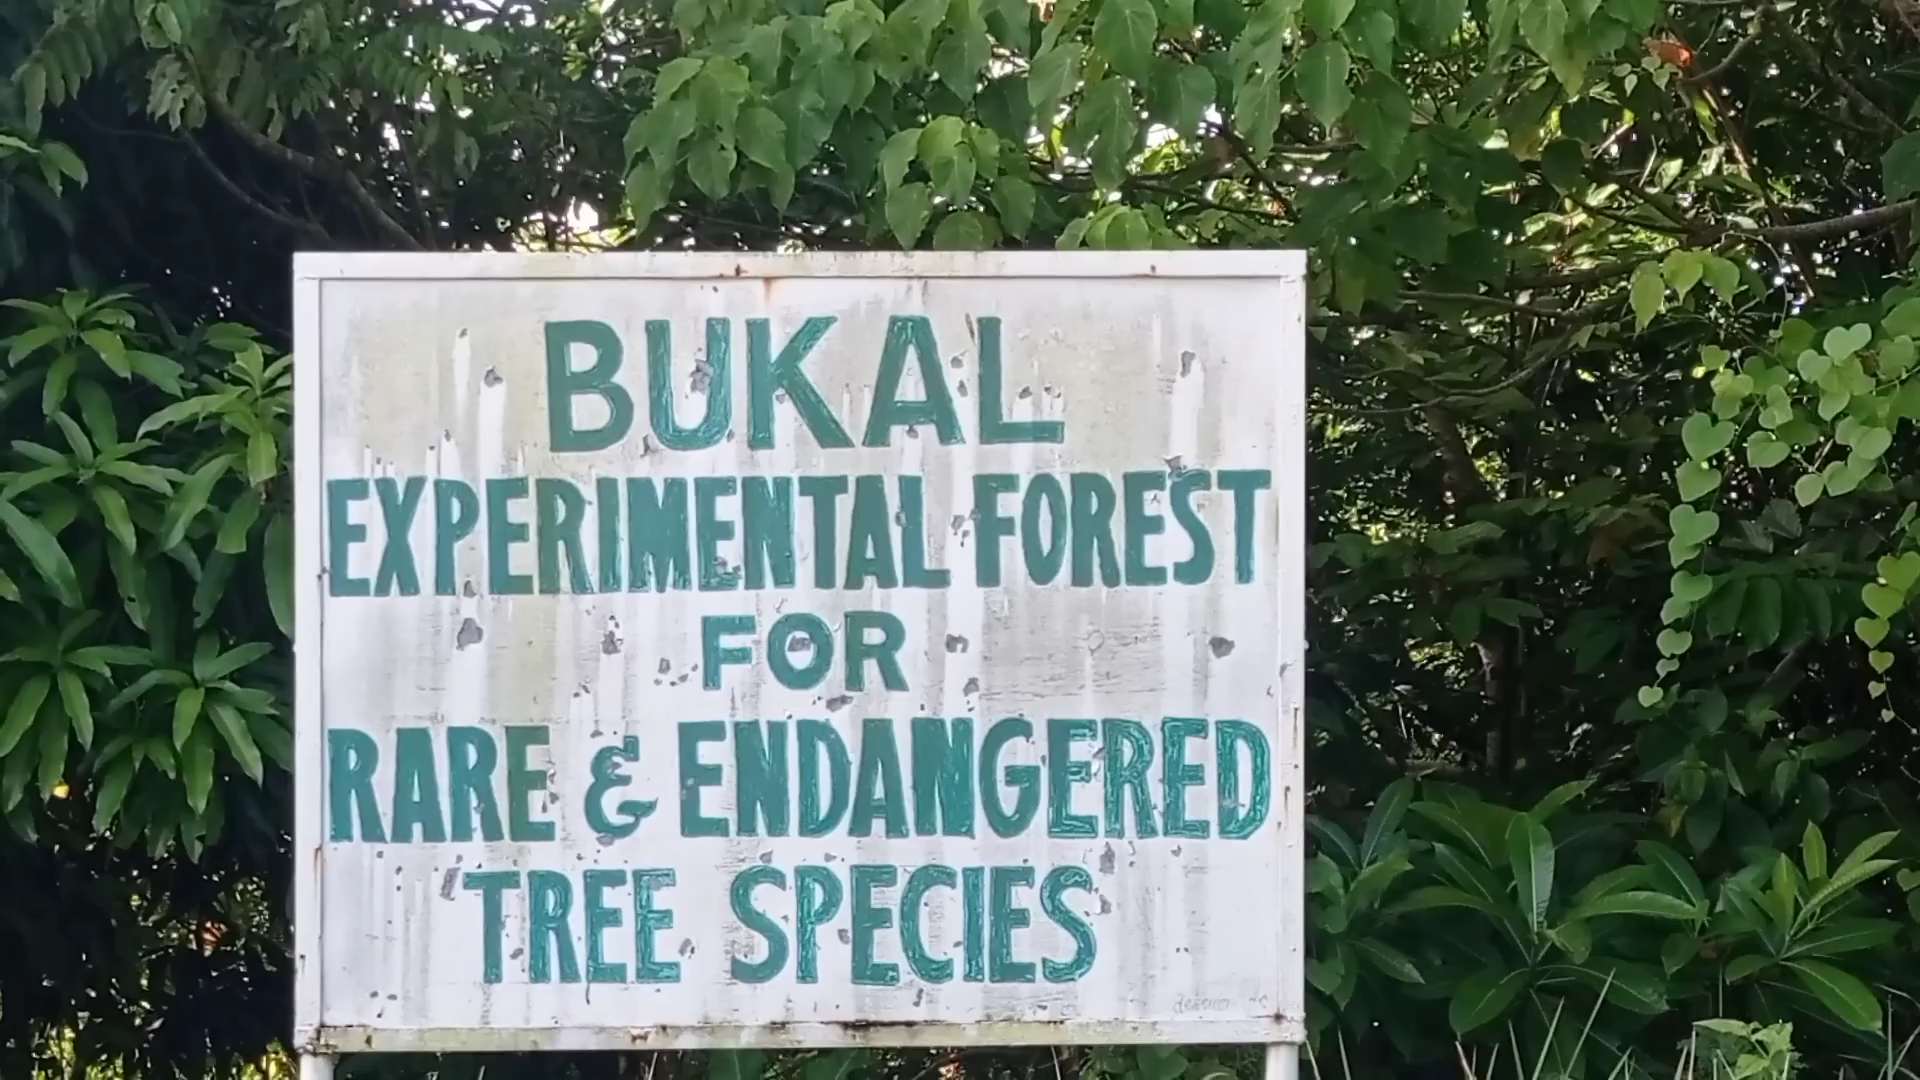 BUKAL
EXPERIMENTAL FOREST
FOR
RARE & ENDANGERED
TREE SPECIES